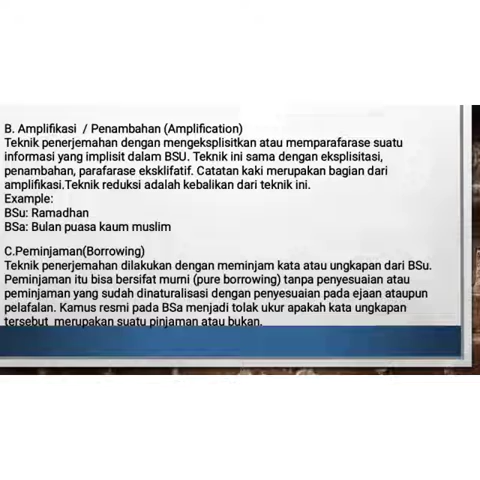 B. Amplifikasi / Penambahan (Amplification)
Teknik penerjemahan dengan mengeksplisitkan atau memparafarase suatu
informasi yang implisit dalam BSU. Teknik ini sama dengan eksplisitasi,
penambahan, parafarase eksklifatif. Catatan kaki merupakan bagian dari
amplifikasi.Teknik reduksi adalah kebalikan dari teknik ini.
Example:
BSu: Ramadhan
BSa: Bulan puasa kaum muslim
C.Peminjaman(Borrowing)
Teknik penerjemahan dilakukan dengan meminjam kata atau ungkapan dari BSu.
Peminjaman itu bisa bersifat murni (pure borrowing) tanpa penyesuaian atau
peminjaman yang sudah dinaturalisasi dengan penyesuaian pada ejaan ataupun
pelafalan. Kamus resmi pada BSa menjadi tolak ukur apakah kata ungkapan
tersebut merupakan suatu pinjaman atau bukan.